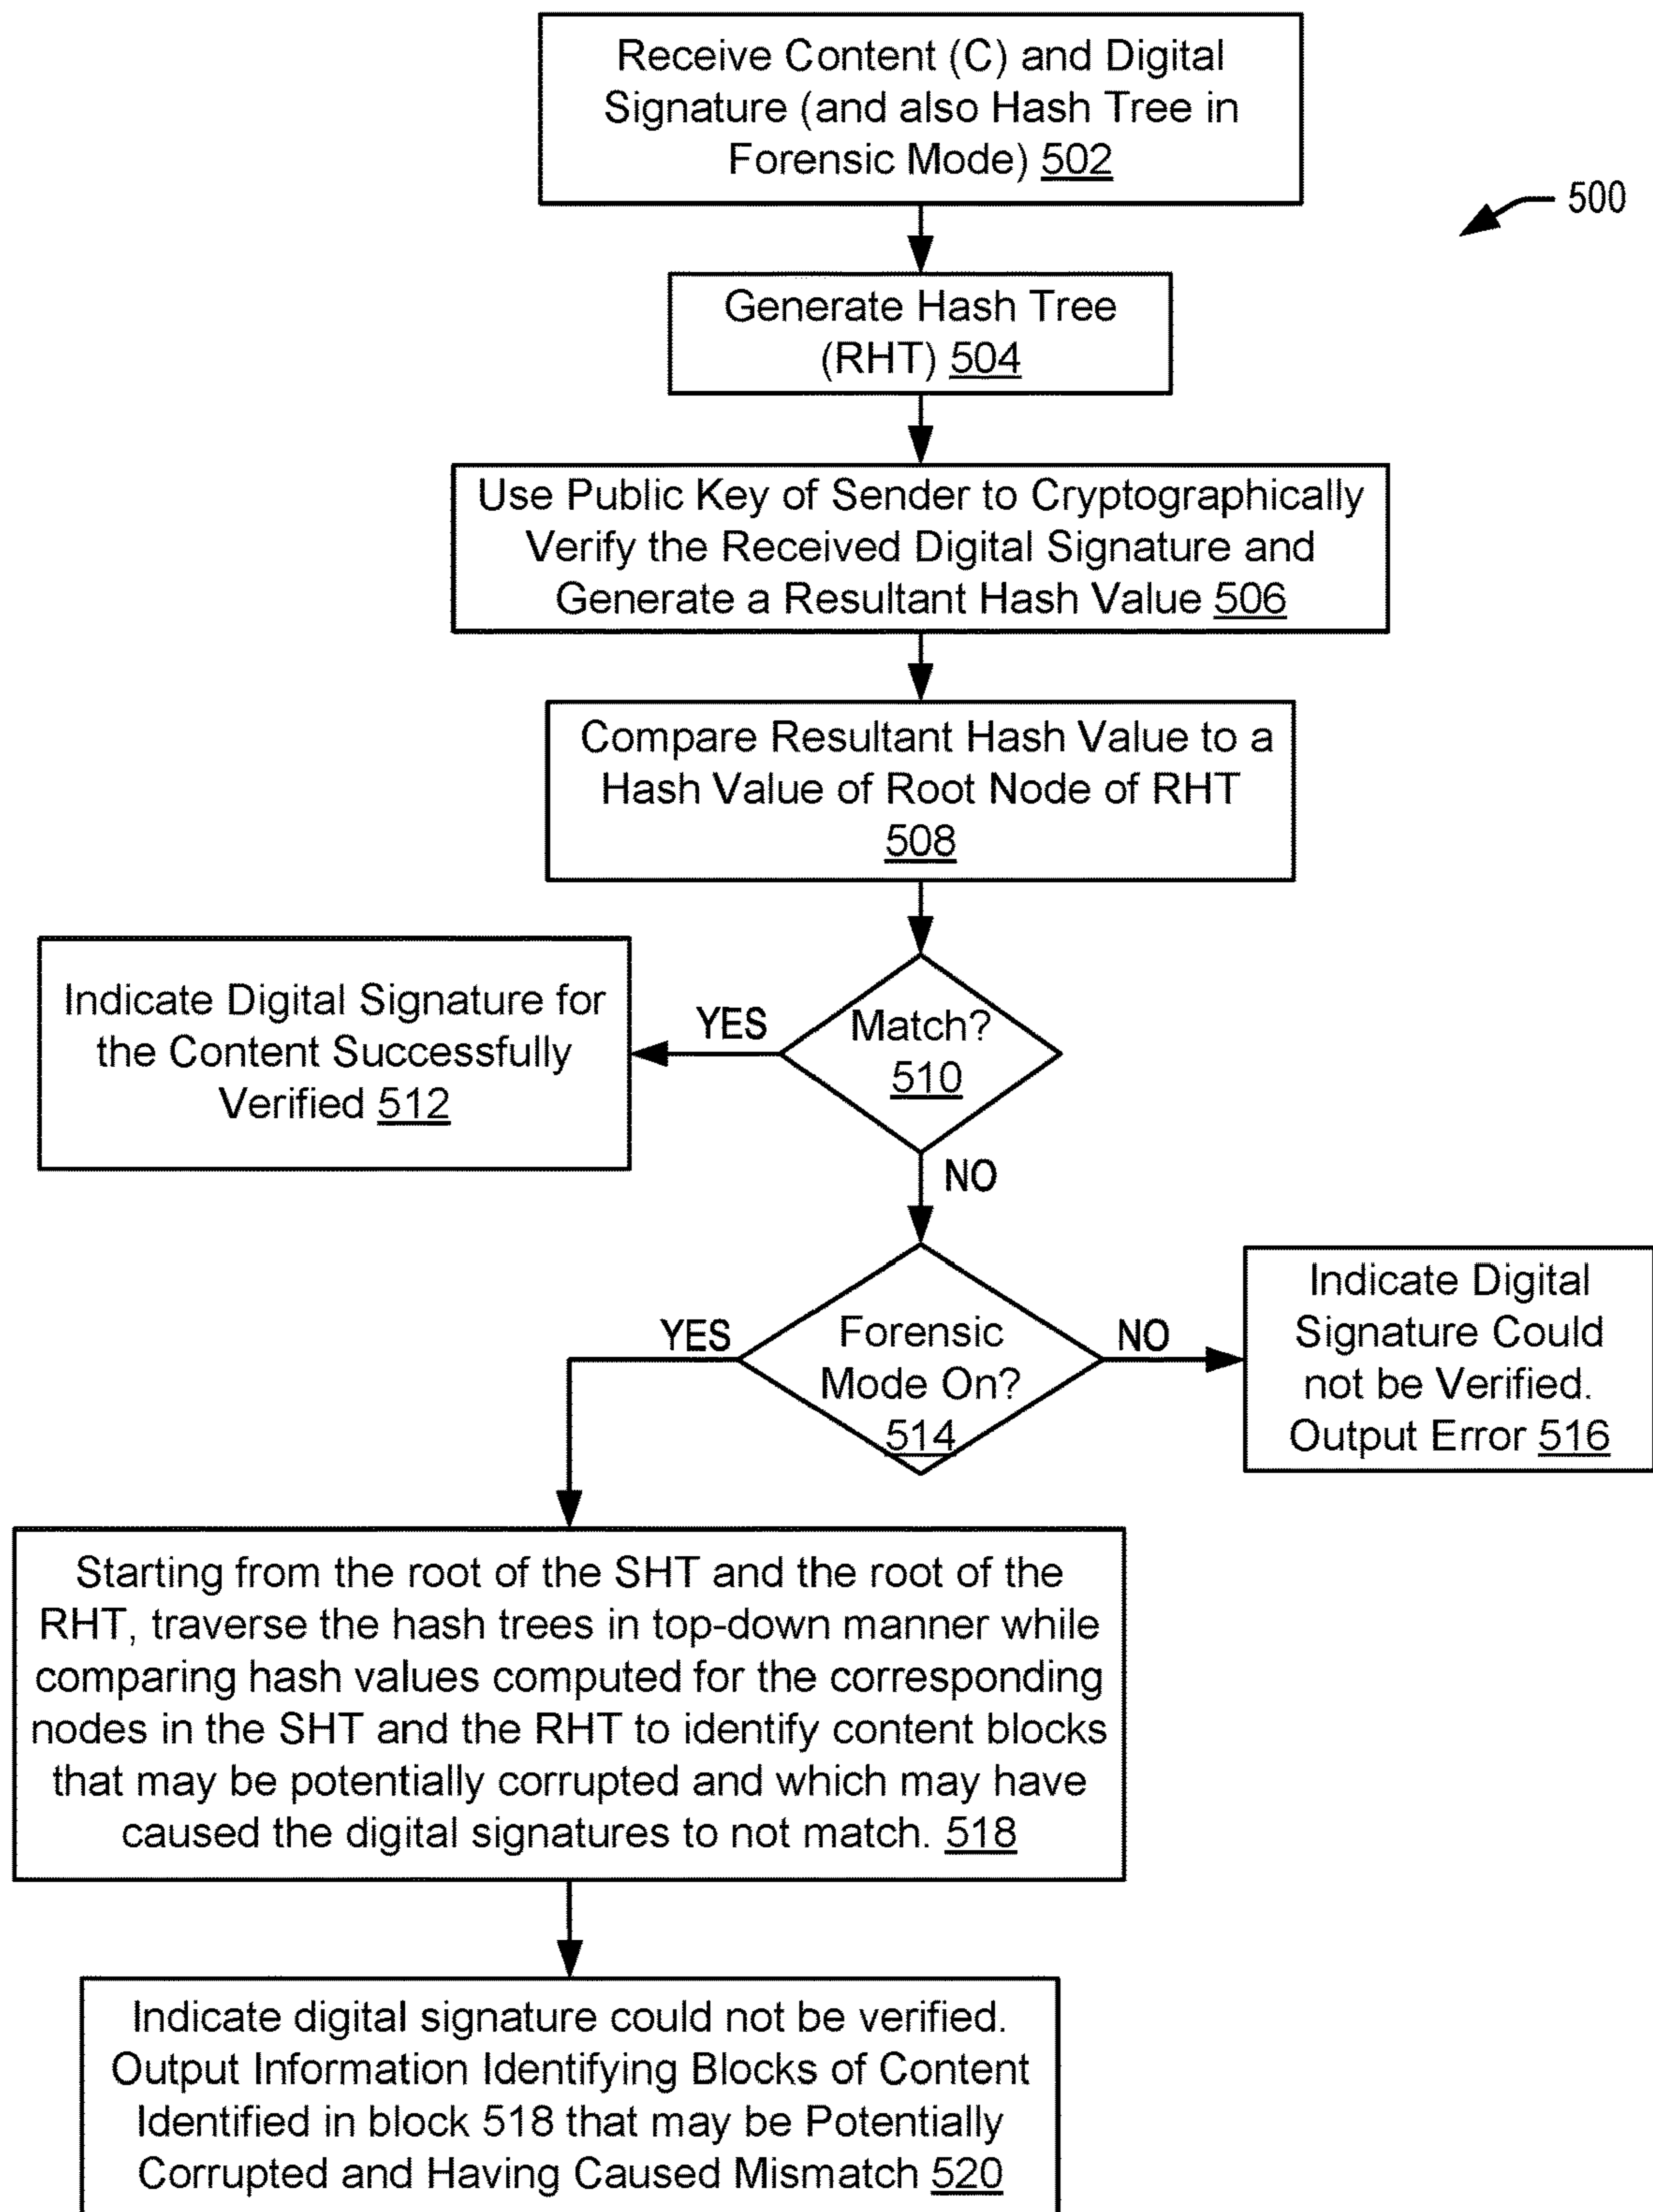 Receive Content (C) and Digital
Signature (and also Hash Tree in
Forensic Mode) 502
500
Generate Hash Tree
(RHT) 504
Use Public Key of Sender to Cryptographically
Verify the Received Digital Signature and
Generate a Resultant Hash Value 506
Compare Resultant Hash Value to a
Hash Value of Root Node of RHT
508
Indicate Digital Signature for
the Content Successfully
Verified 512
YES
Match?
510
NO
YES
Forensic
Mode On?
514
NO
Indicate Digital
Signature Could
not be Verified.
Output Error 516
Starting from the root of the SHT and the root of the
RHT, traverse the hash trees in top-down manner while
comparing hash values computed for the corresponding
nodes in the SHT and the RHT to identify content blocks
that may be potentially corrupted and which may have
caused the digital signatures to not match. 518
Indicate digital signature could not be verified.
Output Information Identifying Blocks of Content
Identified in block 518 that may be Potentially
Corrupted and Having Caused Mismatch 520